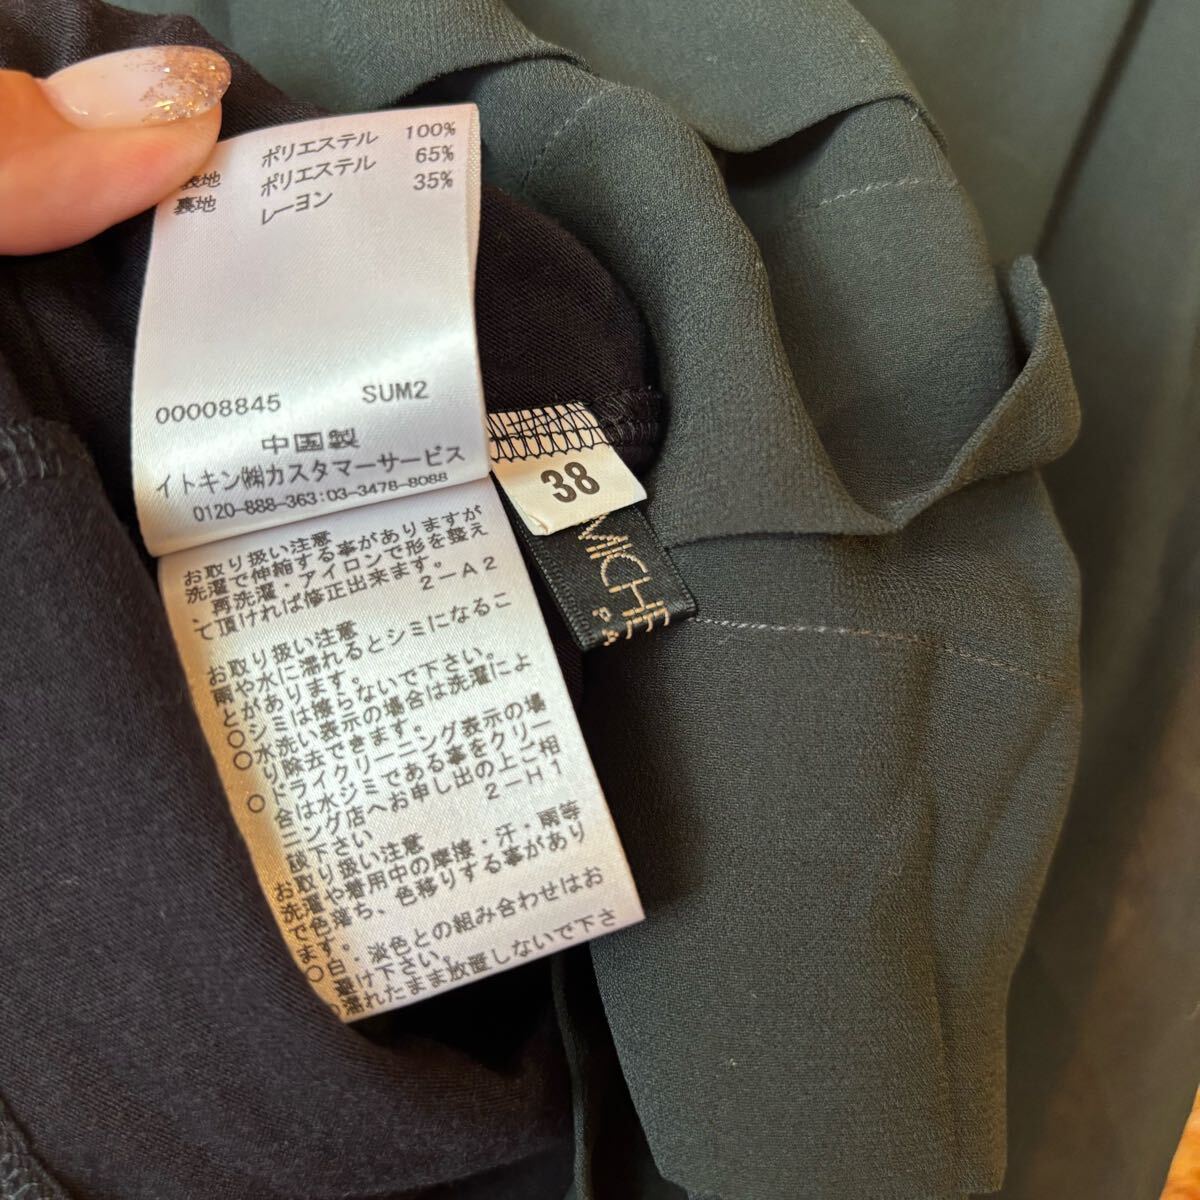 表地 ポリエステル 100%
裏地 ポリエステル 65%
レーヨン 35%
00008845 SUM2
中国製
イトキン㈱カスタマーサービス
0120-888-363:03-3478-8088
お取り扱い注意
洗濯で伸縮する事がありますが
再洗濯・アイロンで形を整え
て頂ければ修正出来ます。
2-A2
お取り扱い注意
雨や水に濡れるとシミになるこ
とがあります。
○シミは擦らないで下さい。
○水洗い表示の場合は洗濯によ
り除去できます。
○ドライクリーニング表示の場
合は水ジミである事をクリー
ニング店へお申し出の上ご相
談下さい
2-H1
お取り扱い注意
洗濯や着用中の摩擦・汗・雨等
で色落ち、色移りする事があり
ます。
○白・淡色との組み合わせはお
避け下さい。
○濡れたまま放置しないで下さ
38
MICHE